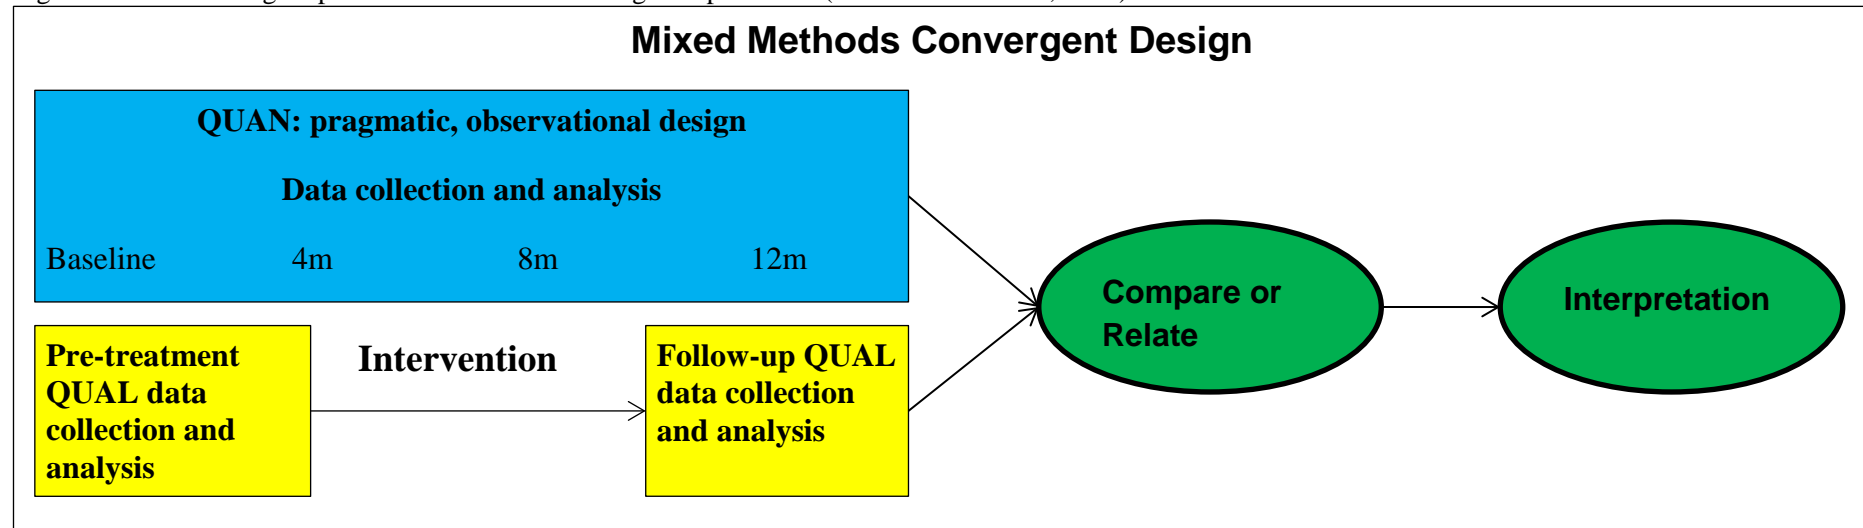 Mixed Methods Convergent Design
QUAN: pragmatic, observational design
Data collection and analysis
Baseline 4m 8m 12m
Pre-treatment
QUAL data
collection and
analysis
Intervention
Follow-up QUAL
data collection
and analysis
Compare or
Relate
Interpretation